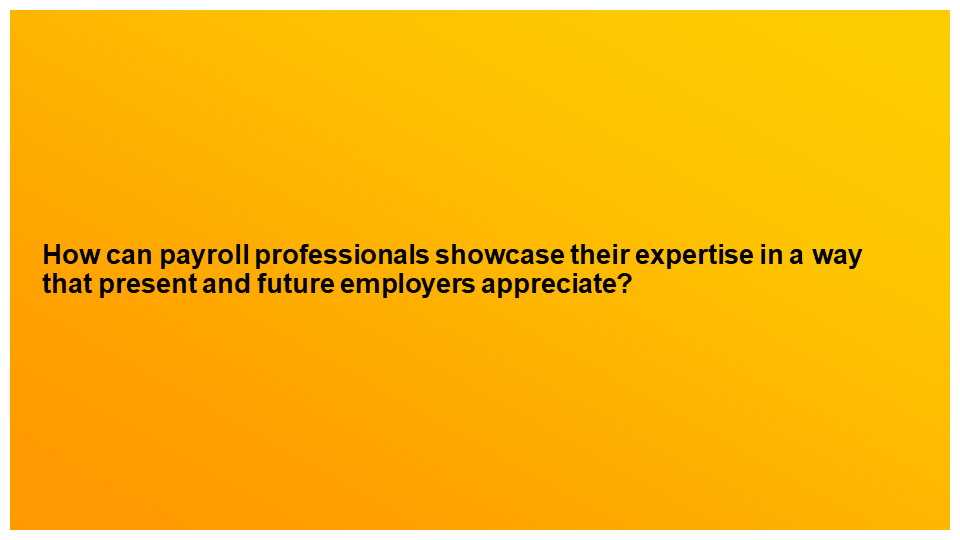 How can payroll professionals showcase their expertise in a way
that present and future employers appreciate?